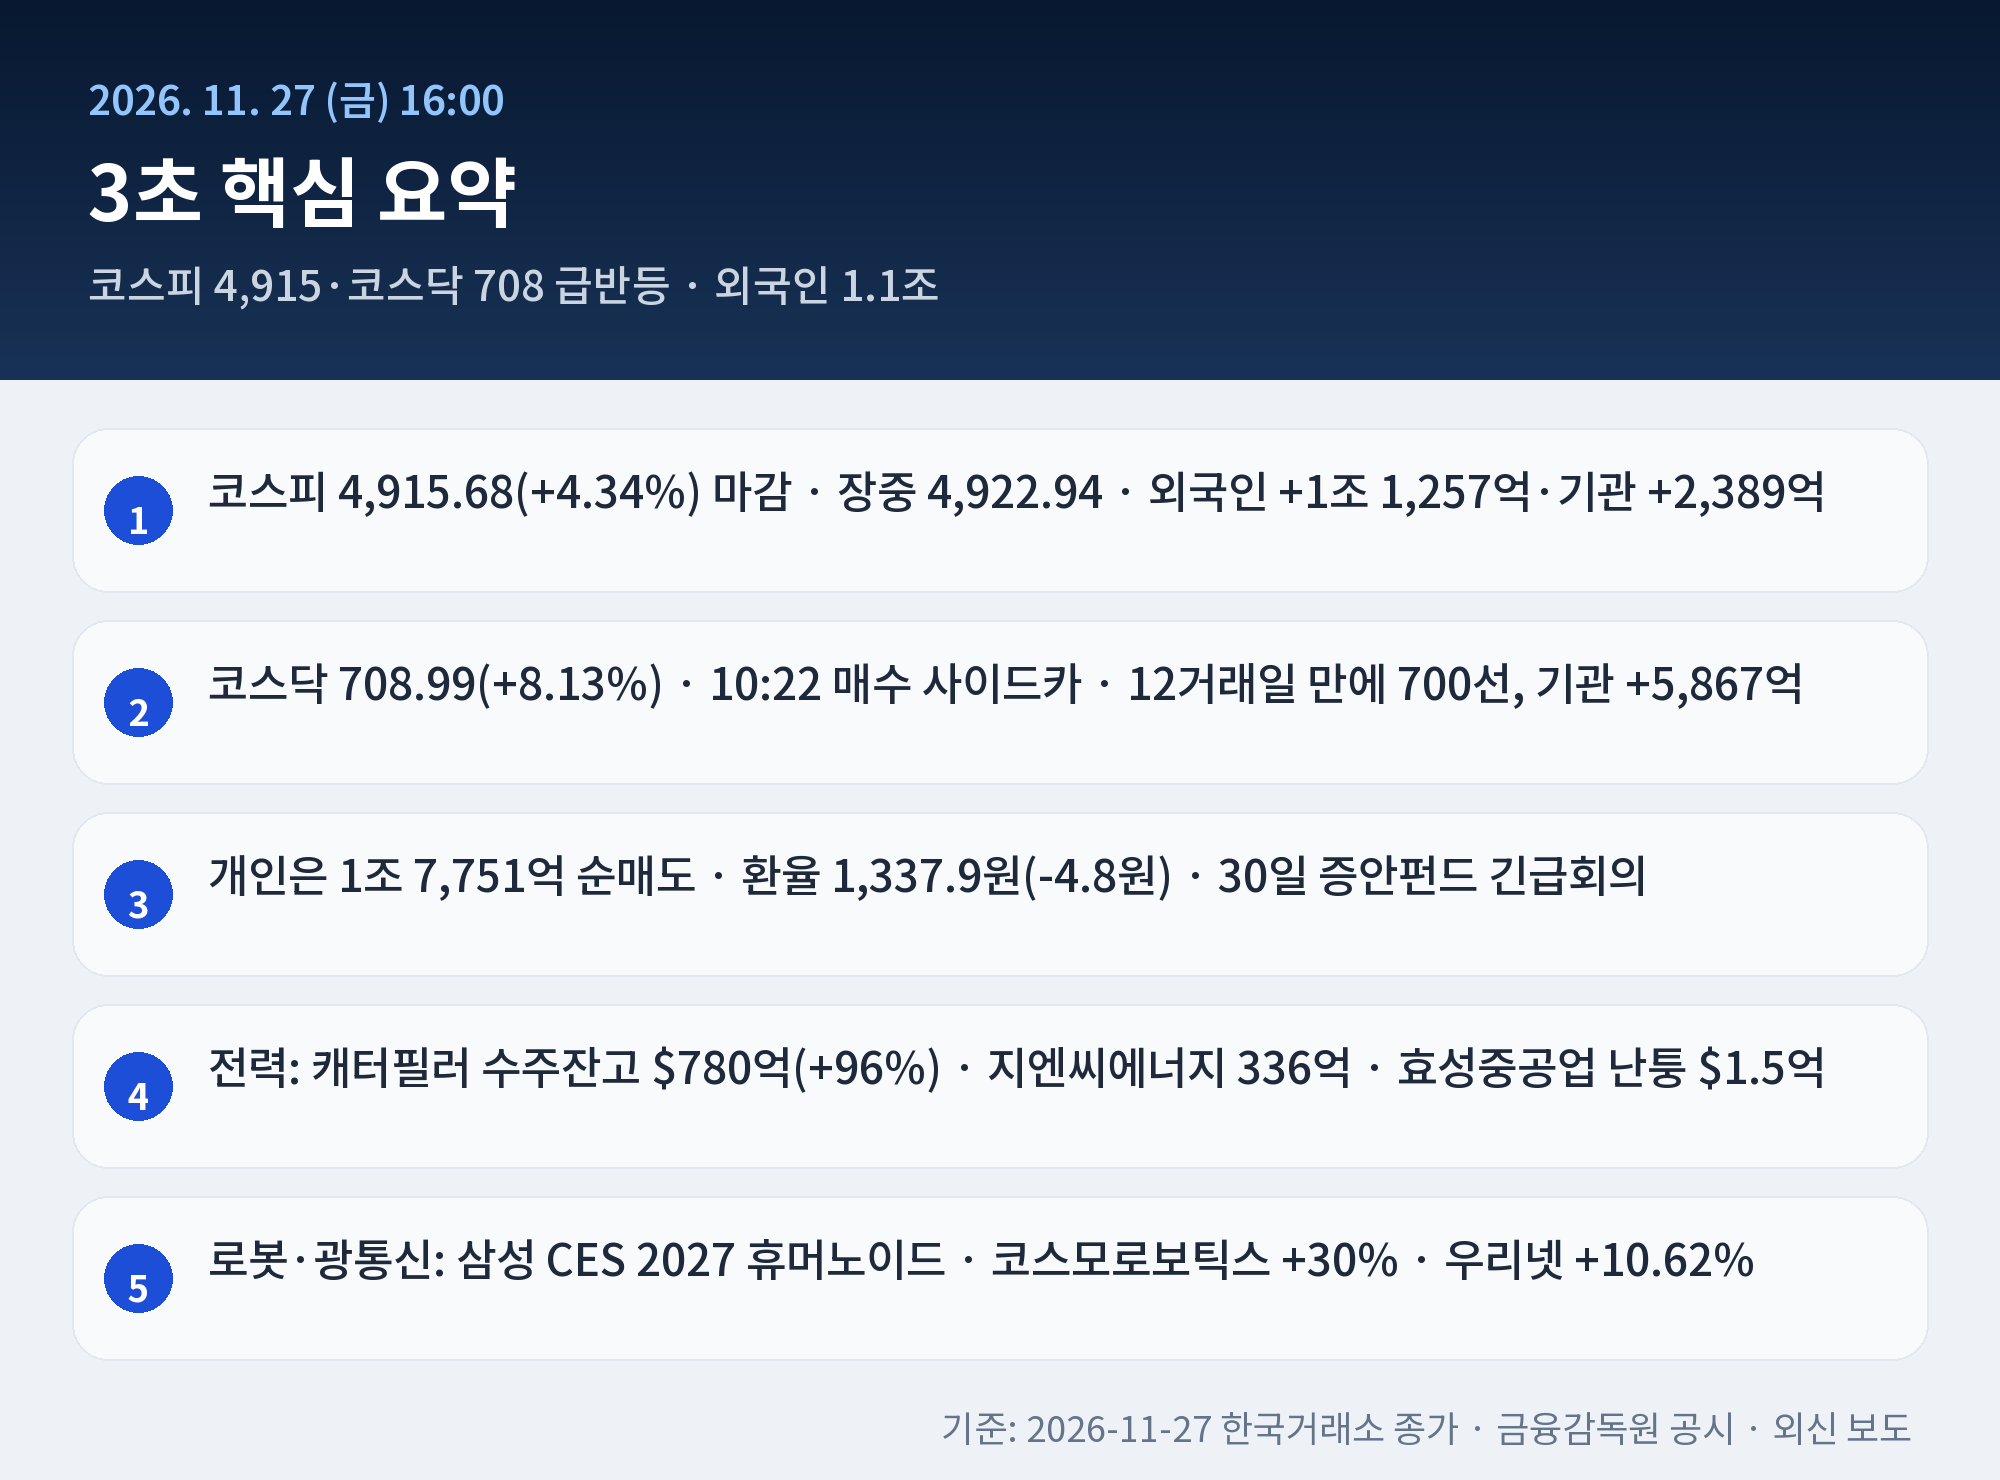 2026. 11. 27 (금) 16:00
3초 핵심 요약
코스피 4,915·코스닥 708 급반등 · 외국인 1.1조
1 코스피 4,915.68(+4.34%) 마감 · 장중 4,922.94 · 외국인 +1조 1,257억·기관 +2,389억
2 코스닥 708.99(+8.13%) · 10:22 매수 사이드카 · 12거래일 만에 700선, 기관 +5,867억
3 개인은 1조 7,751억 순매도 · 환율 1,337.9원(-4.8원) · 30일 증안펀드 긴급회의
4 전력: 캐터필러 수주잔고 $780억(+96%) · 지엔씨에너지 336억 · 효성중공업 난퉁 $1.5억
5 로봇·광통신: 삼성 CES 2027 휴머노이드 · 코스모로보틱스 +30% · 우리넷 +10.62%
기준: 2026-11-27 한국거래소 종가 · 금융감독원 공시 · 외신 보도